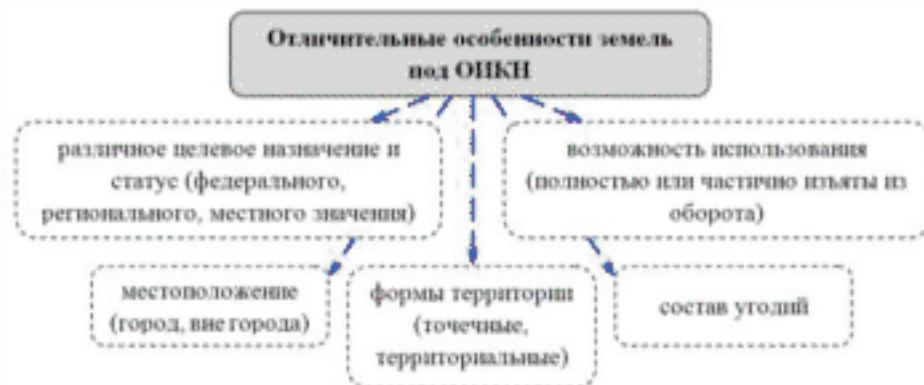 Отличительные особенности земель
под ОИКН
различное целевое назначение и
статус (федерального,
регионального, местного значения)
возможность использования
(полностью или частично изъяты из
оборота)
местоположение
(город, вне города)
формы территории
(точечные,
территориальные)
состав угодий